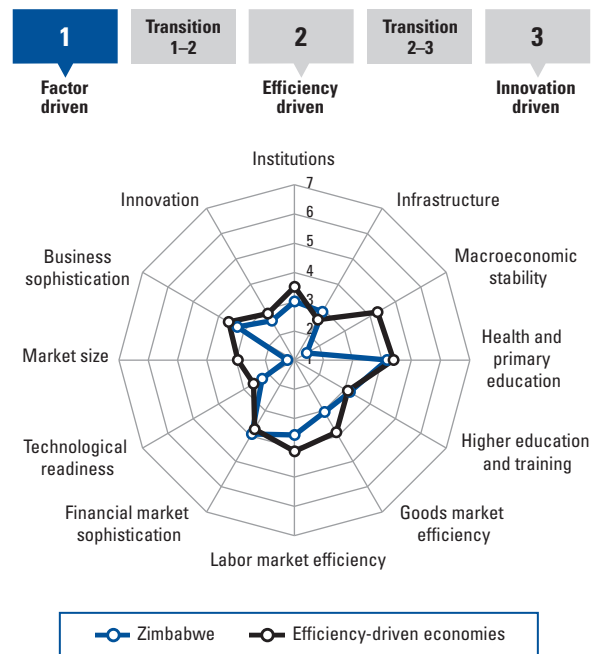 1
Transition
1–2
2
Transition
2–3
3
Factor
driven
Efficiency
driven
Innovation
driven
Institutions
Innovation
Infrastructure
Business
sophistication
Macroeconomic
stability
Market size
Health and
primary
education
Technological
readiness
Higher education
and training
Financial market
sophistication
Goods market
efficiency
Labor market efficiency
7
6
5
4
3
2
1
Zimbabwe
Efficiency-driven economies